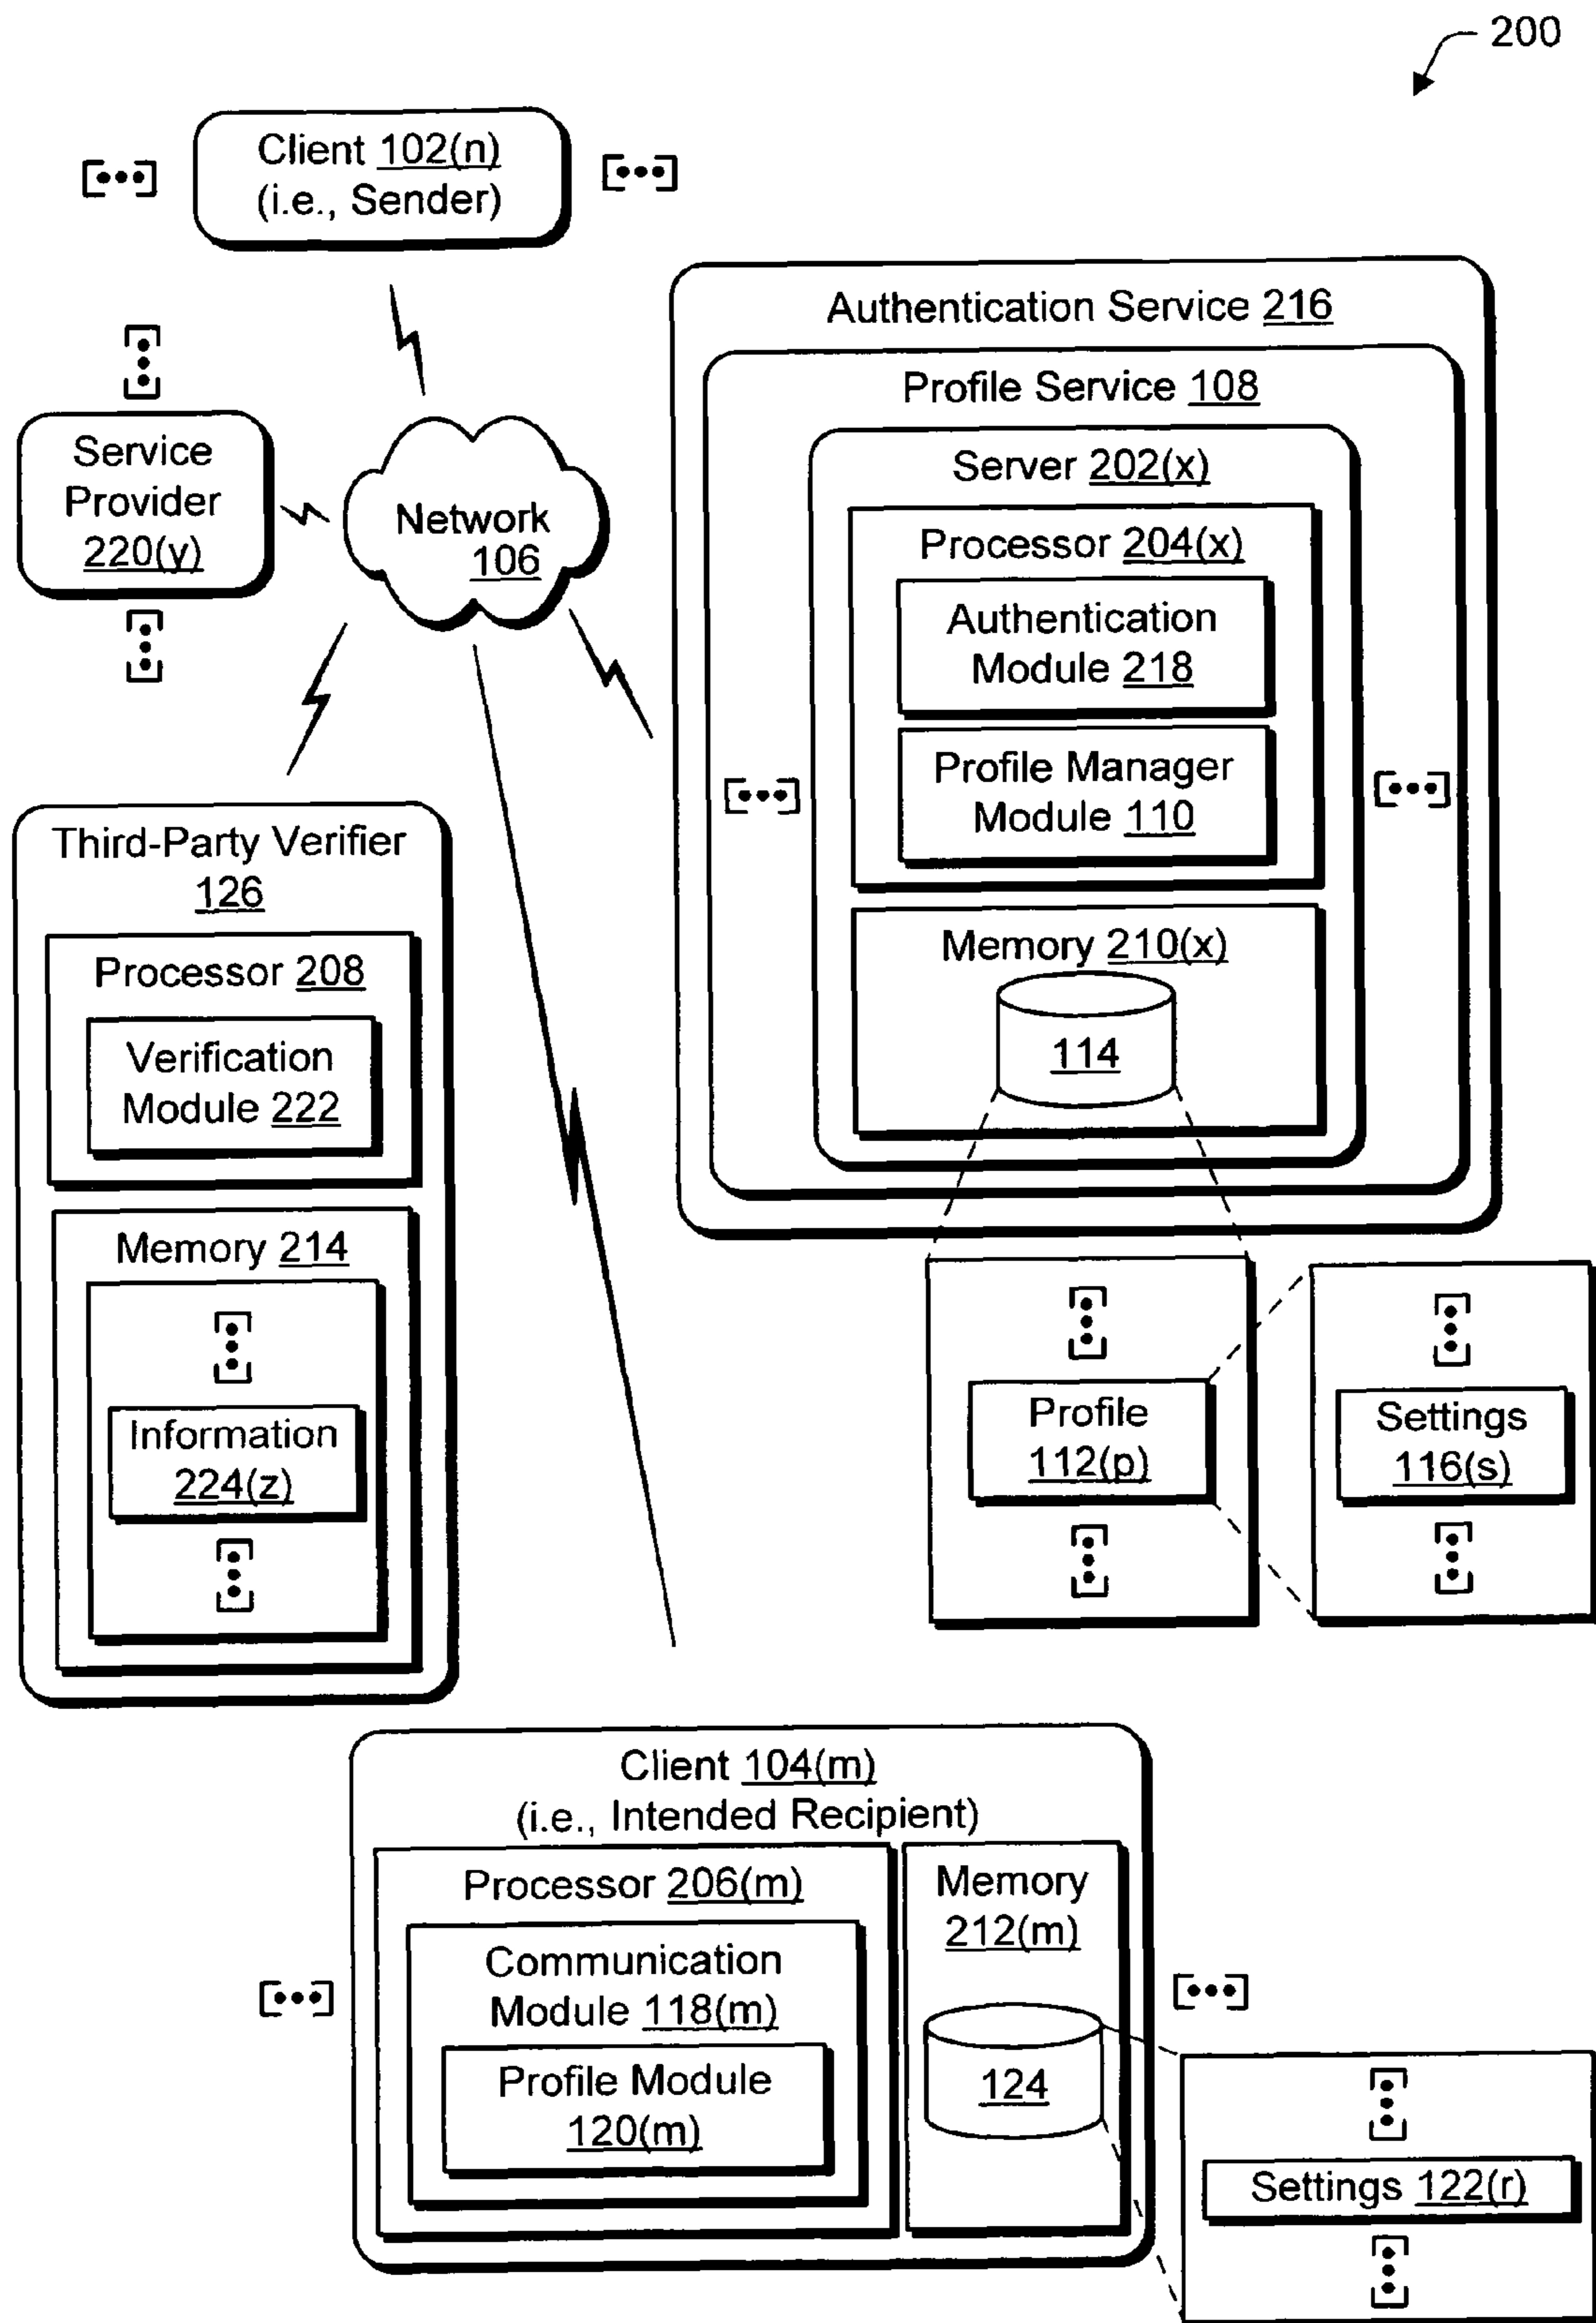 200
Client 102(n)
(i.e., Sender)
[•••]
[•••]
Authentication Service 216
Profile Service 108
Server 202(x)
Processor 204(x)
Authentication
Module 218
Profile Manager
Module 110
[•••]
[•••]
Memory 210(x)
114
[•••]
Service
Provider
220(y)
[•••]
Network
106
Third-Party Verifier
126
Processor 208
Verification
Module 222
Memory 214
[•••]
Information
224(z)
[•••]
[•••]
Profile
112(p)
[•••]
[•••]
Settings
116(s)
[•••]
Client 104(m)
(i.e., Intended Recipient)
Processor 206(m)
Communication
Module 118(m)
Profile Module
120(m)
Memory
212(m)
124
[•••]
[•••]
[•••]
Settings 122(r)
[•••]